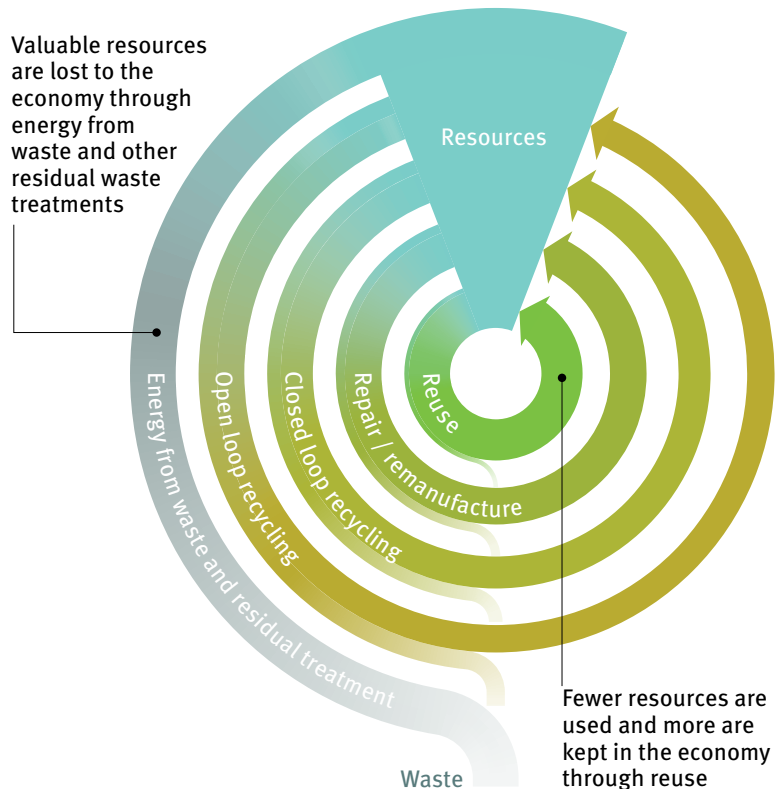 Valuable resources
are lost to the
economy through
energy from
waste and other
residual waste
treatments
Resources
Reuse
Repair / remanufacture
Closed loop recycling
Open loop recycling
Energy from waste and residual treatment
Fewer resources are
used and more are
kept in the economy
through reuse
Waste